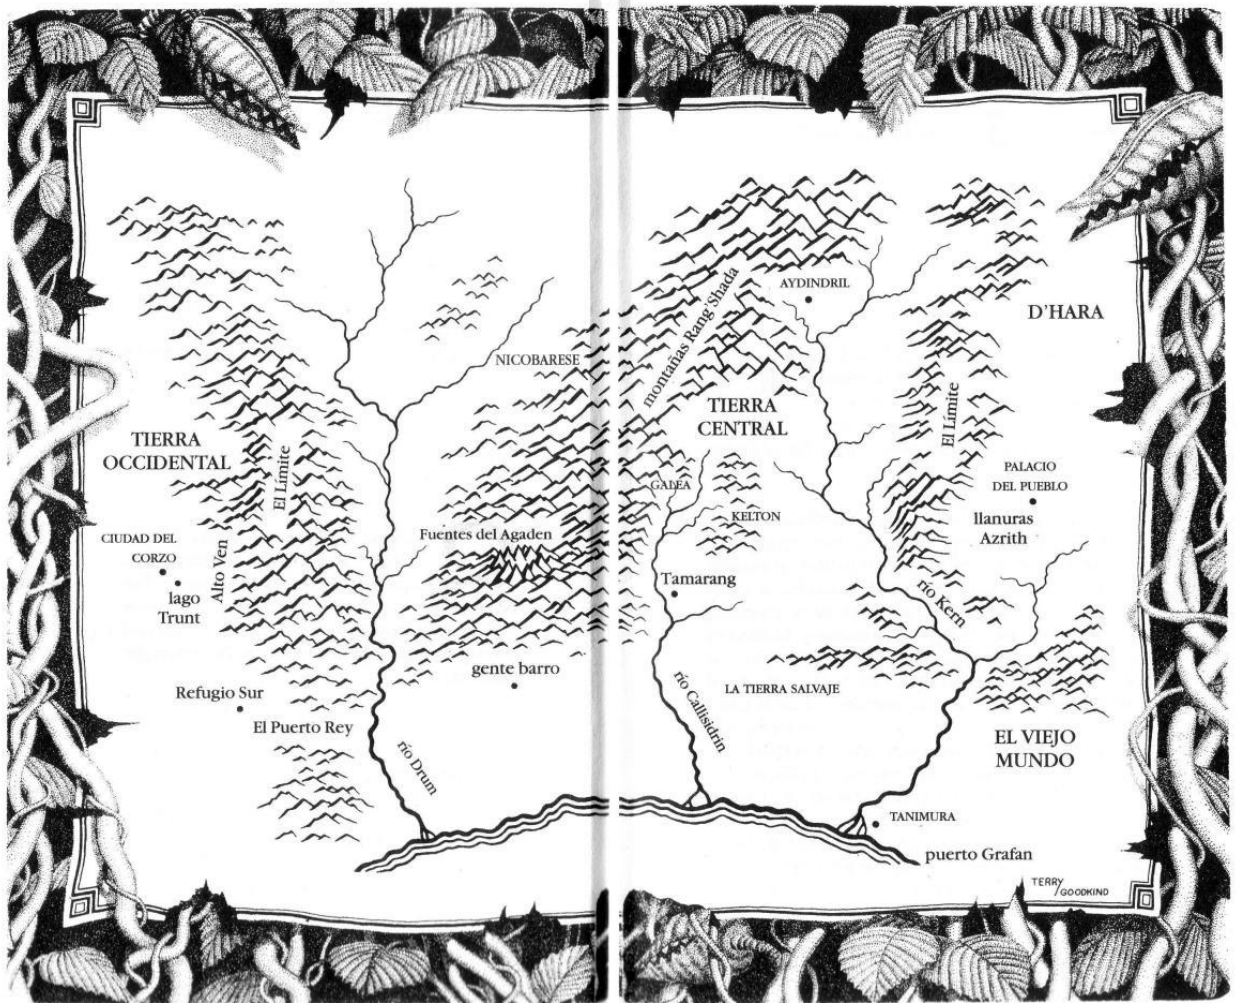 montañas Rang'Shada
AYDINDRIL
D'HARA
NICOBARESE
TIERRA
CENTRAL
El Límite
TIERRA
OCCIDENTAL
El Límite
GALEA
PALACIO
DEL PUEBLO
KELTON
llanuras
Azrith
CIUDAD DEL
CORZO
Alto Ven
Fuentes del Agaden
lago
Trunt
Tamarang
río Kern
gente barro
Refugio Sur
LA TIERRA SALVAJE
El Puerto Rey
río Callisidrin
río Drum
EL VIEJO
MUNDO
TANIMURA
puerto Grafan
TERRY
GOODKIND